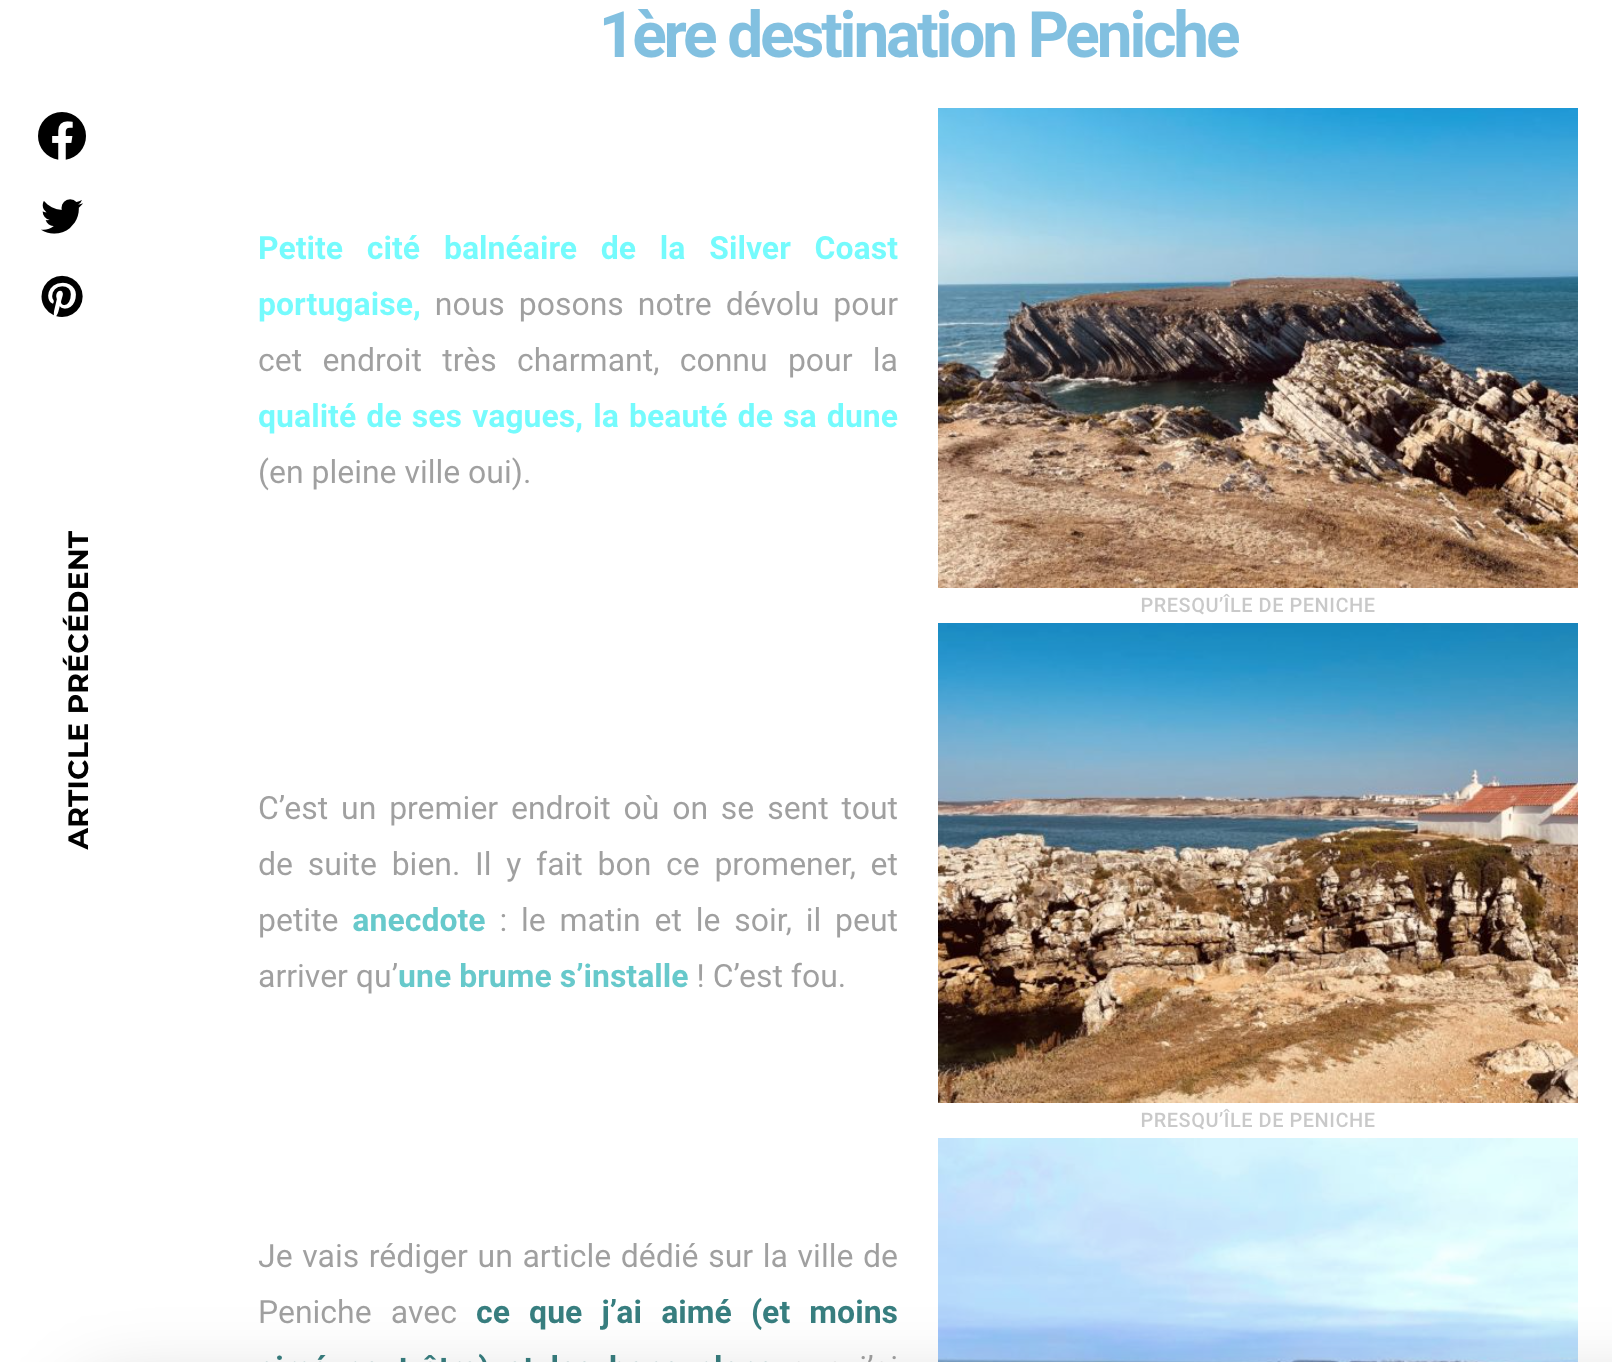 1ère destination Peniche
Petite cité balnéaire de la Silver Coast
portugaise, nous posons notre dévolu pour
cet endroit très charmant, connu pour la
qualité de ses vagues, la beauté de sa dune
(en pleine ville oui).
PRESQU'ÎLE DE PENICHE
ARTICLE PRÉCÉDENT
C’est un premier endroit où on se sent tout
de suite bien. Il y fait bon ce promener, et
petite anecdote : le matin et le soir, il peut
arriver qu’une brume s’installe ! C’est fou.
PRESQU'ÎLE DE PENICHE
Je vais rédiger un article dédié sur la ville de
Peniche avec ce que j’ai aimé (et moins